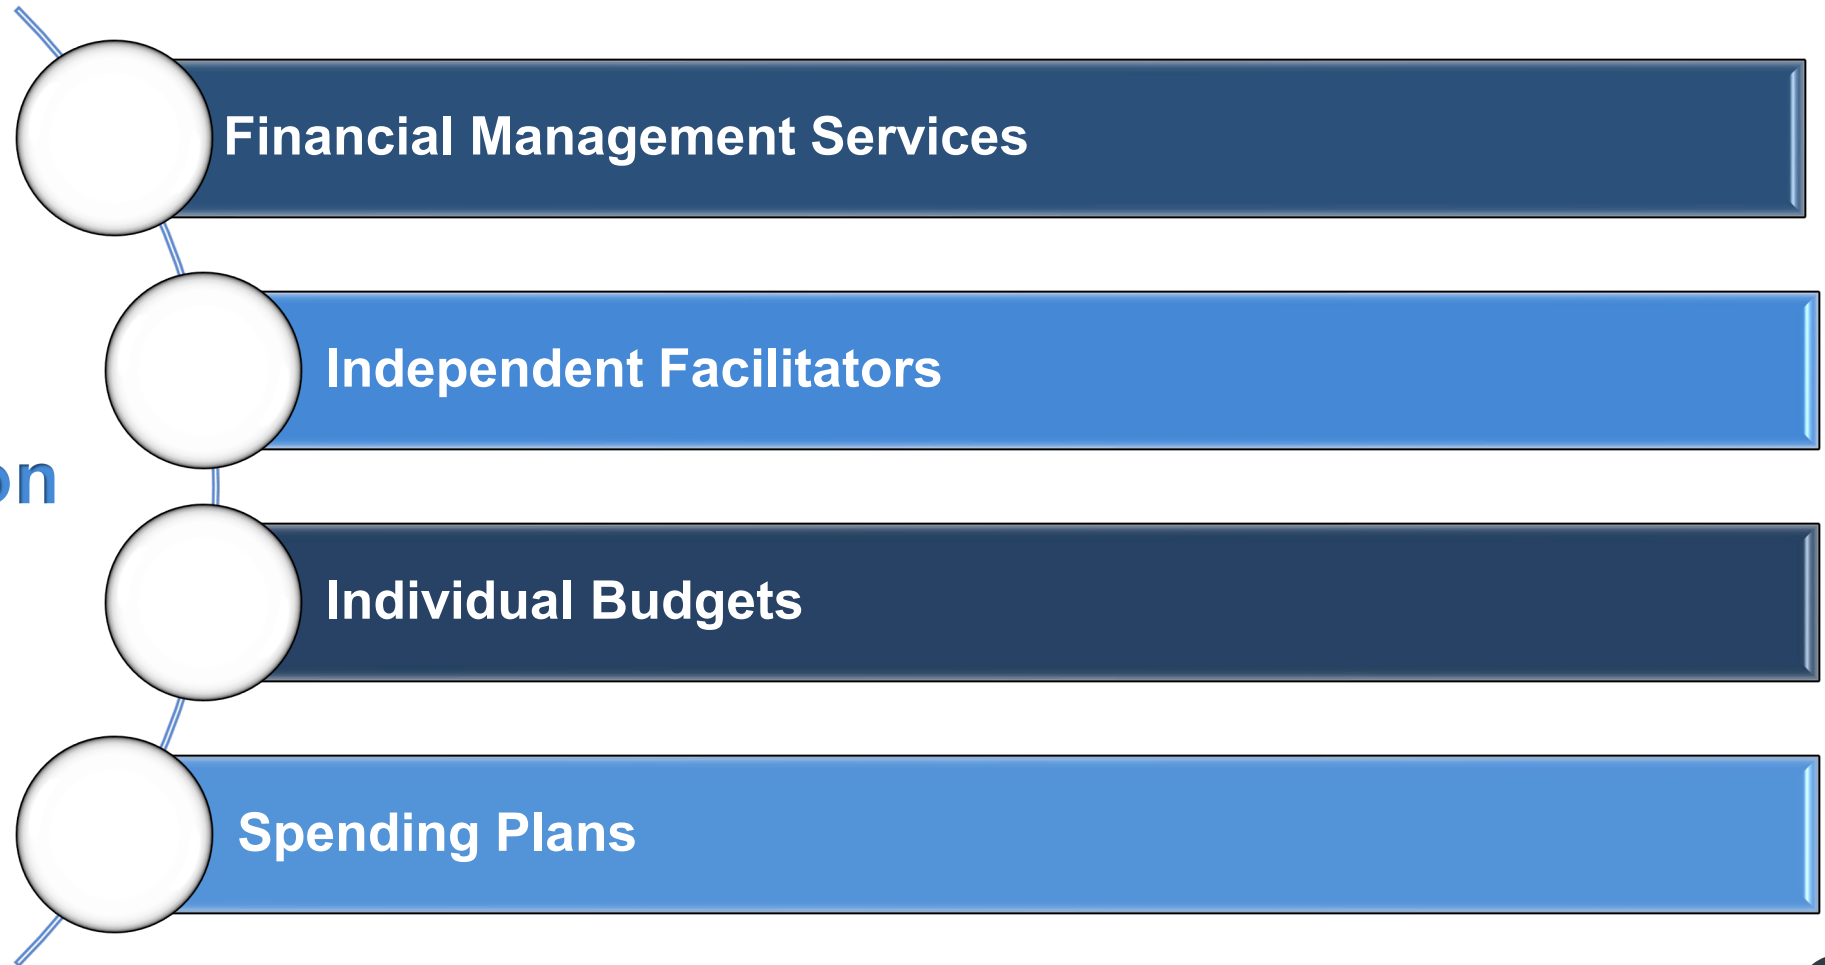 Financial Management Services
Independent Facilitators
on
Individual Budgets
Spending Plans